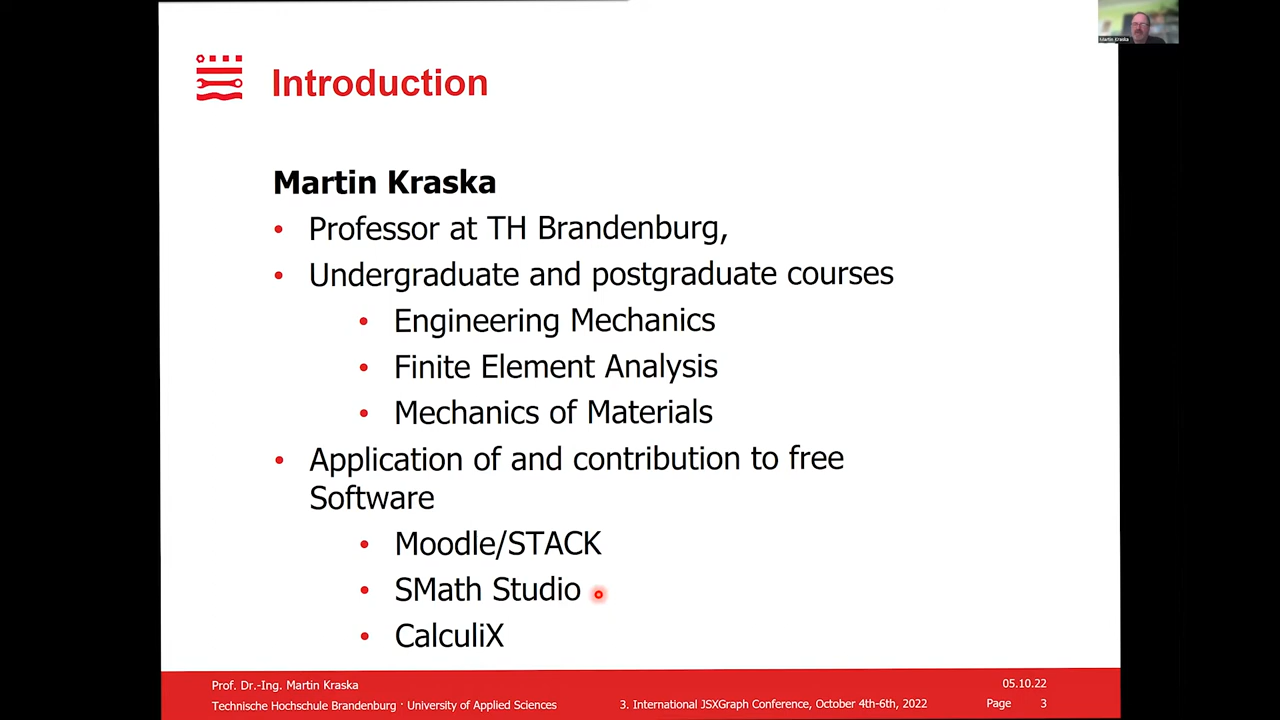 Martin Kraska
Introduction
Martin Kraska
• Professor at TH Brandenburg,
• Undergraduate and postgraduate courses
• Engineering Mechanics
• Finite Element Analysis
• Mechanics of Materials
• Application of and contribution to free
Software
• Moodle/STACK
• SMath Studio
• CalculiX
Prof. Dr.-Ing. Martin Kraska
05.10.22
Technische Hochschule Brandenburg · University of Applied Sciences
3. International JSXGraph Conference, October 4th-6th, 2022
Page 3